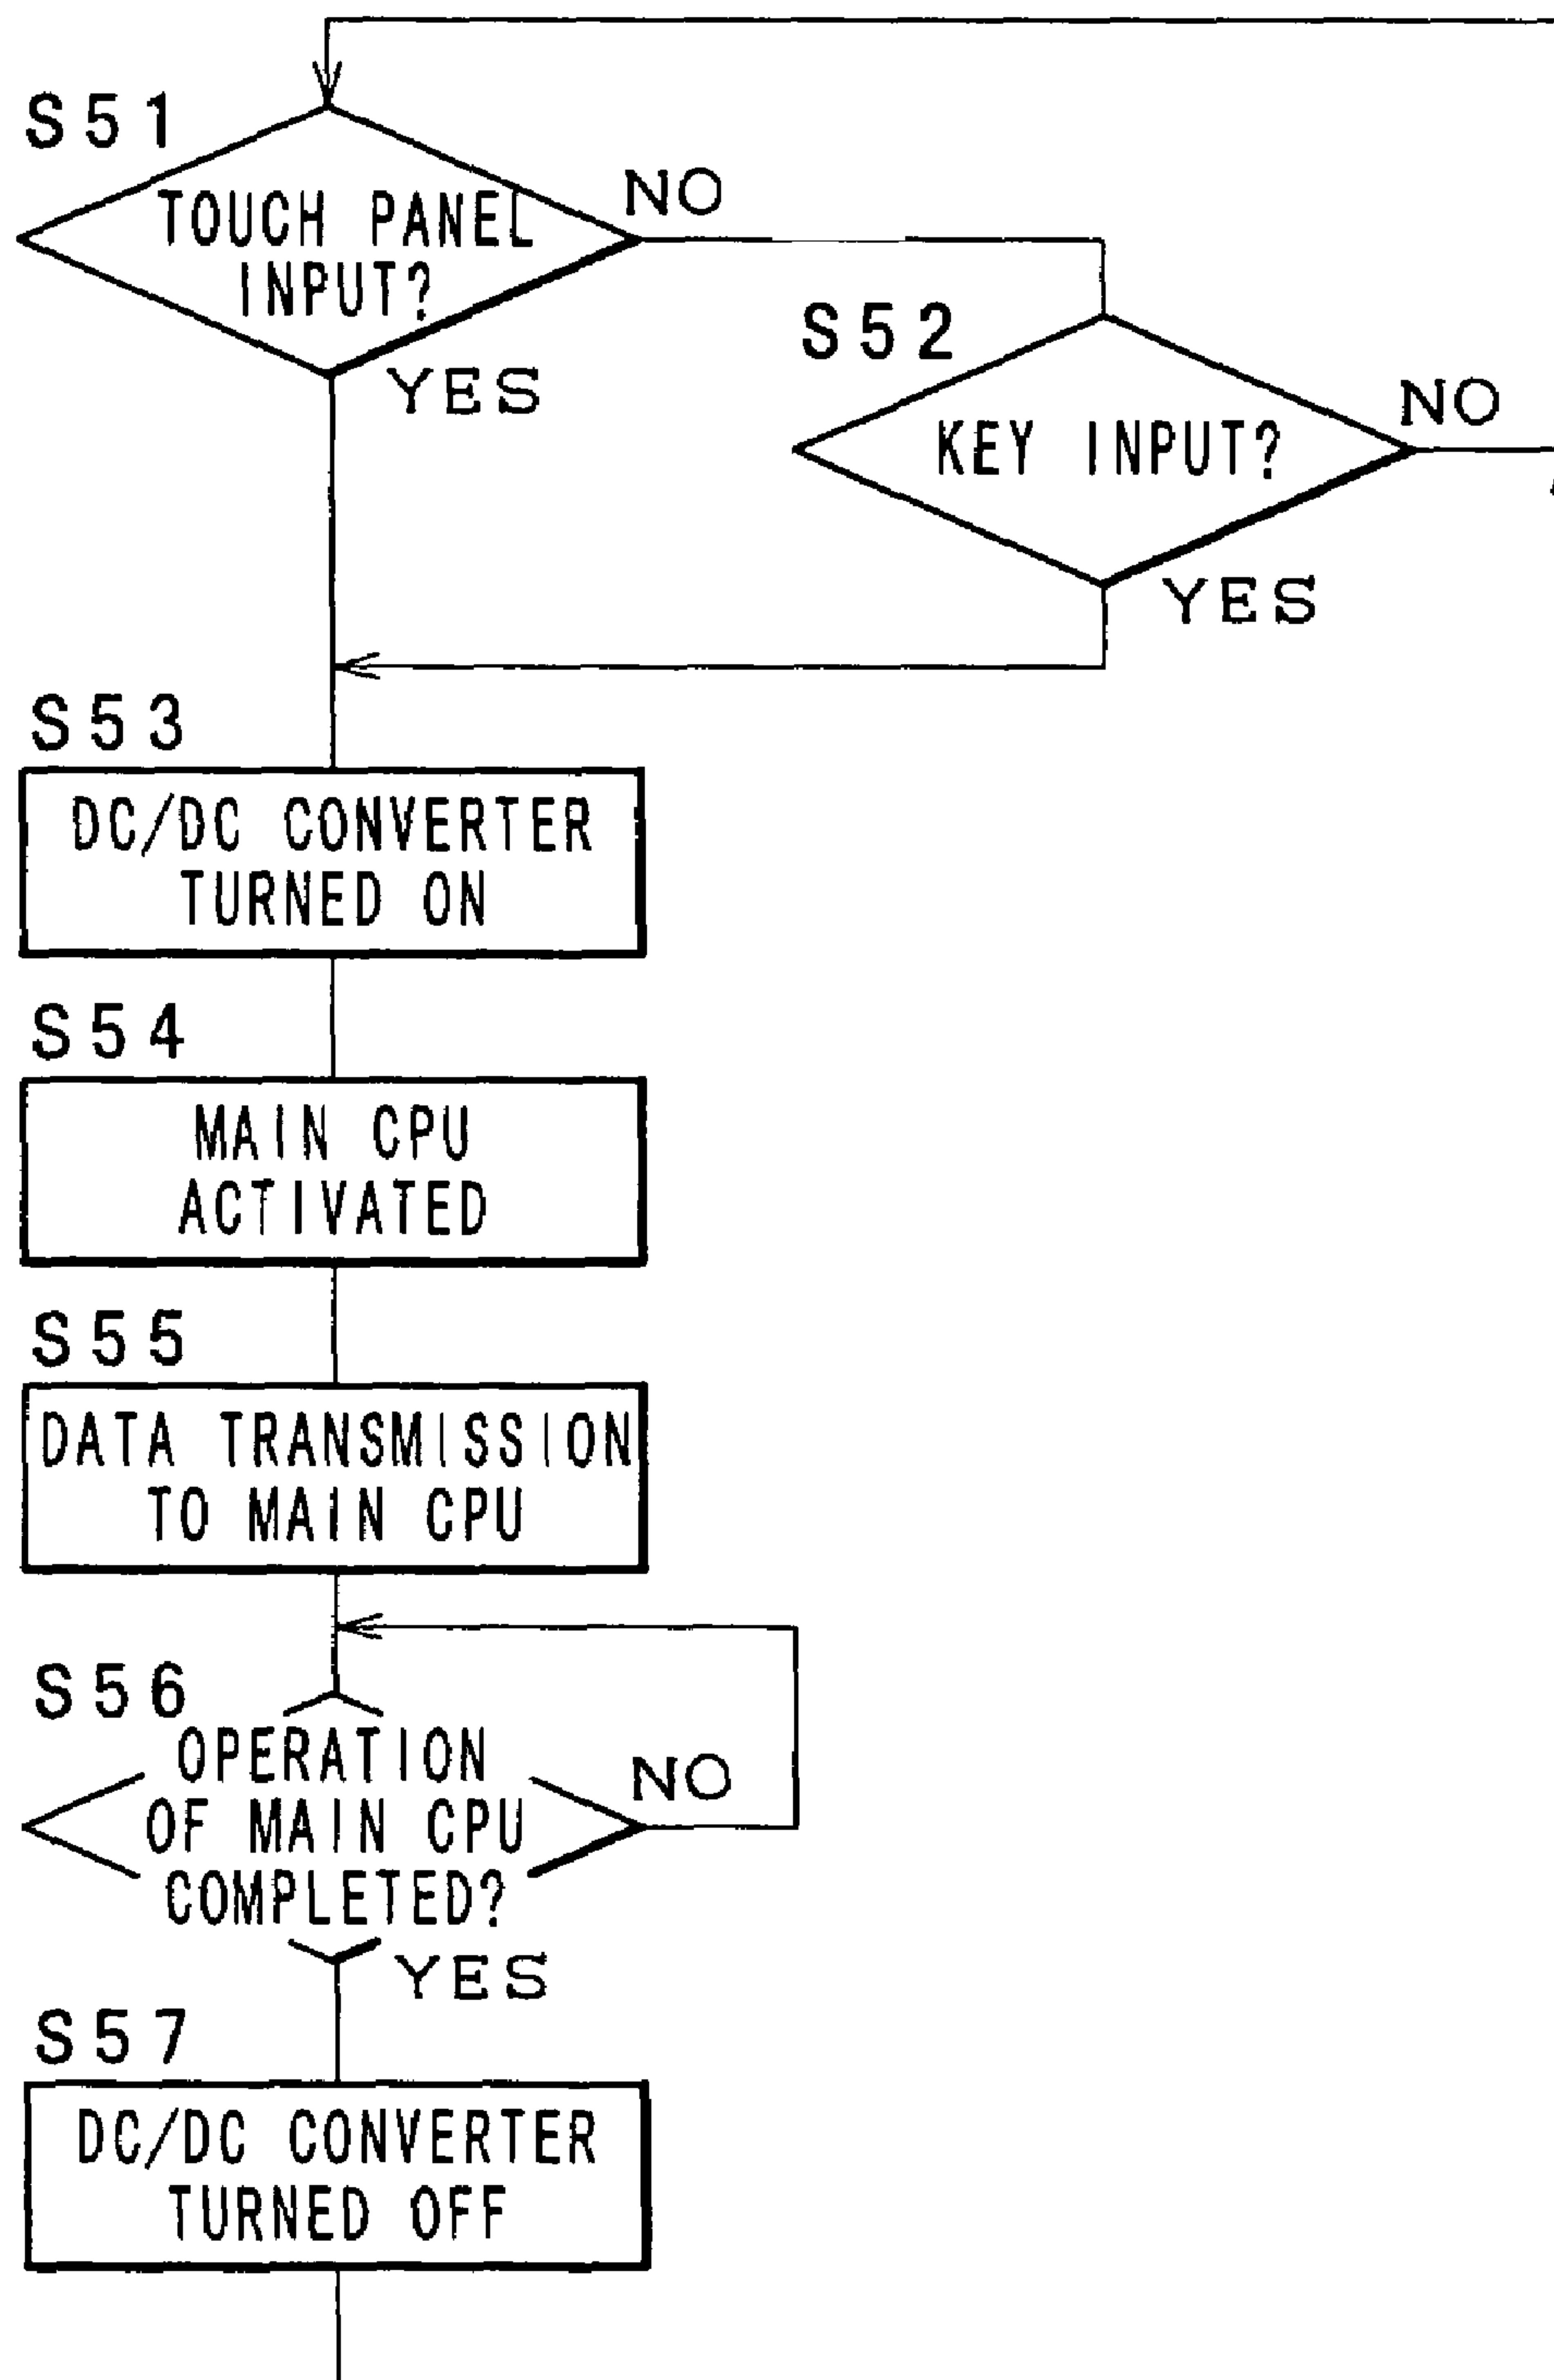 S51
TOUCH PANEL
INPUT?
NO
YES
S52
KEY INPUT?
NO
YES
S53
DC/DC CONVERTER
TURNED ON
S54
MAIN CPU
ACTIVATED
S55
DATA TRANSMISSION
TO MAIN CPU
S56
OPERATION
OF MAIN CPU
COMPLETED?
NO
YES
S57
DC/DC CONVERTER
TURNED OFF